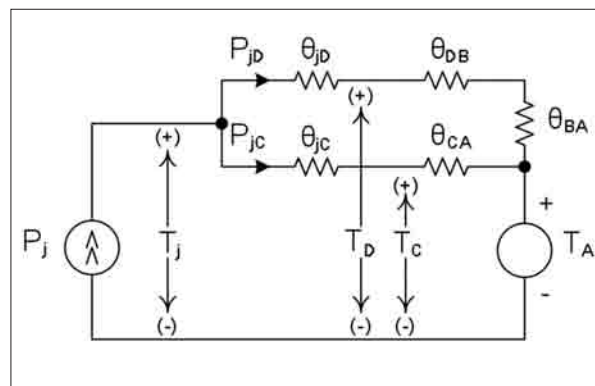 P_jD θ_jD θ_DB
(+)
(+) P_jC θ_jC θ_CA θ_BA
(+)
+
P_j T_j T_D T_C T_A
-
(-) (-) (-)